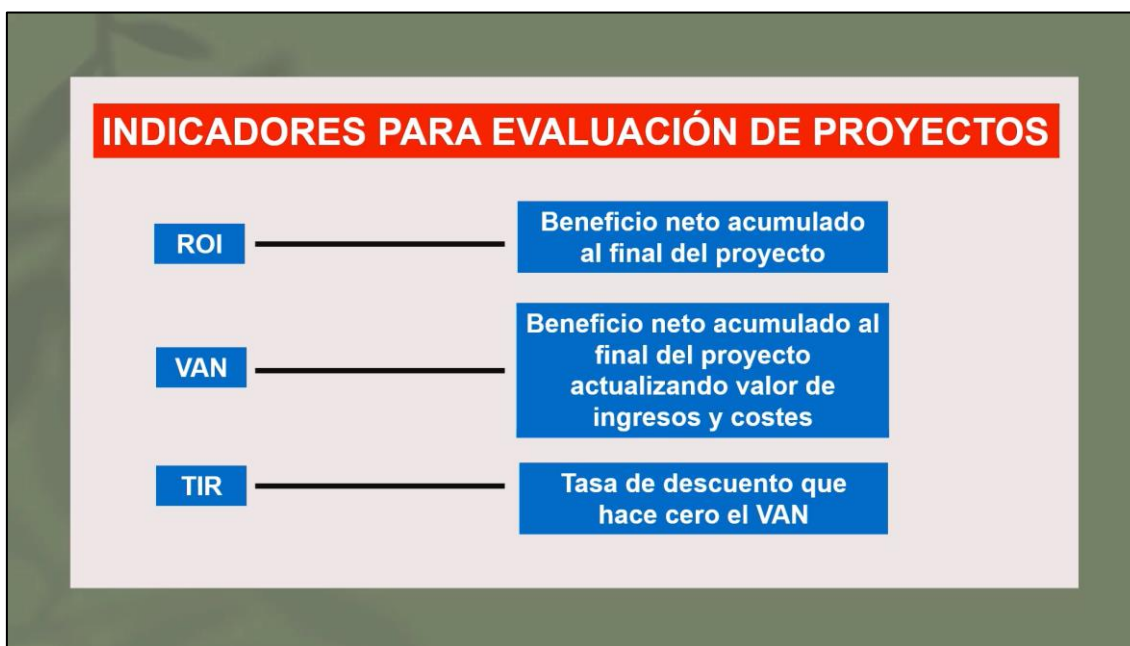 INDICADORES PARA EVALUACIÓN DE PROYECTOS
ROI
Beneficio neto acumulado
al final del proyecto
VAN
Beneficio neto acumulado al
final del proyecto
actualizando valor de
ingresos y costes
TIR
Tasa de descuento que
hace cero el VAN